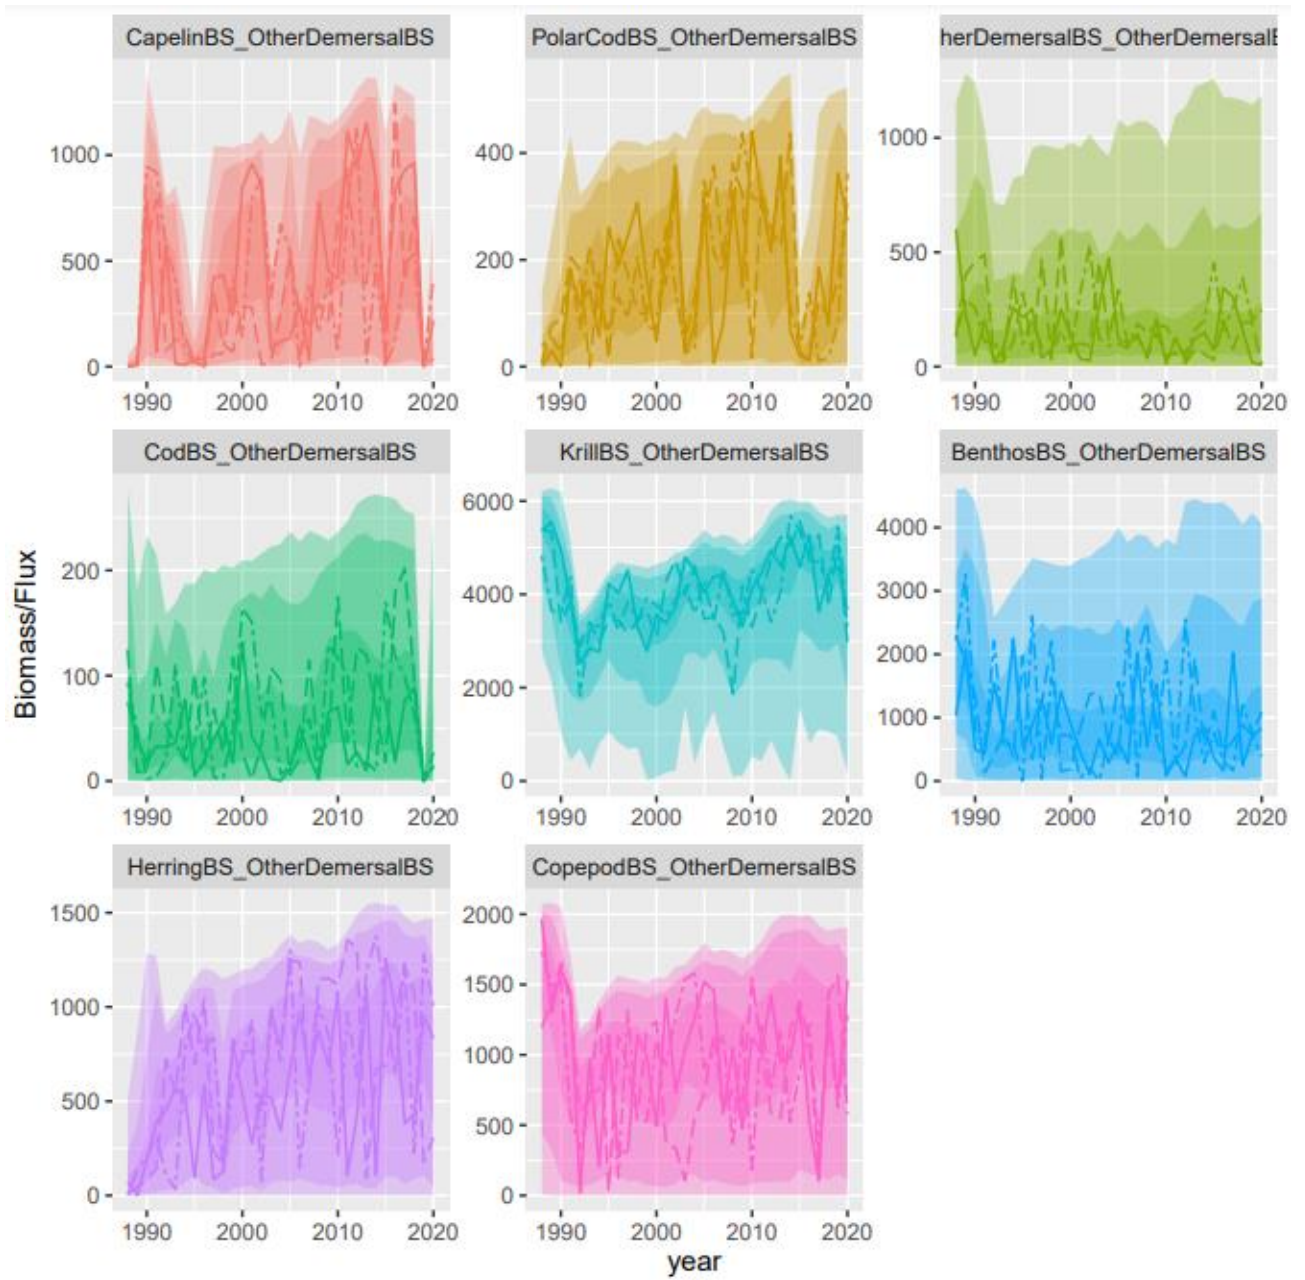 CapelinBS_OtherDemersalBS
PolarCodBS_OtherDemersalBS
herDemersalBS_OtherDemersalB
1000
500
0
400
200
0
1000
500
0
1990 2000 2010 2020
1990 2000 2010 2020
1990 2000 2010 2020
CodBS_OtherDemersalBS
KrillBS_OtherDemersalBS
BenthosBS_OtherDemersalBS
Biomass/Flux
200
100
0
6000
4000
2000
0
4000
3000
2000
1000
0
1990 2000 2010 2020
1990 2000 2010 2020
1990 2000 2010 2020
HerringBS_OtherDemersalBS
CopepodBS_OtherDemersalBS
1500
1000
500
0
2000
1500
1000
500
0
1990 2000 2010 2020
1990 2000 2010 2020
year